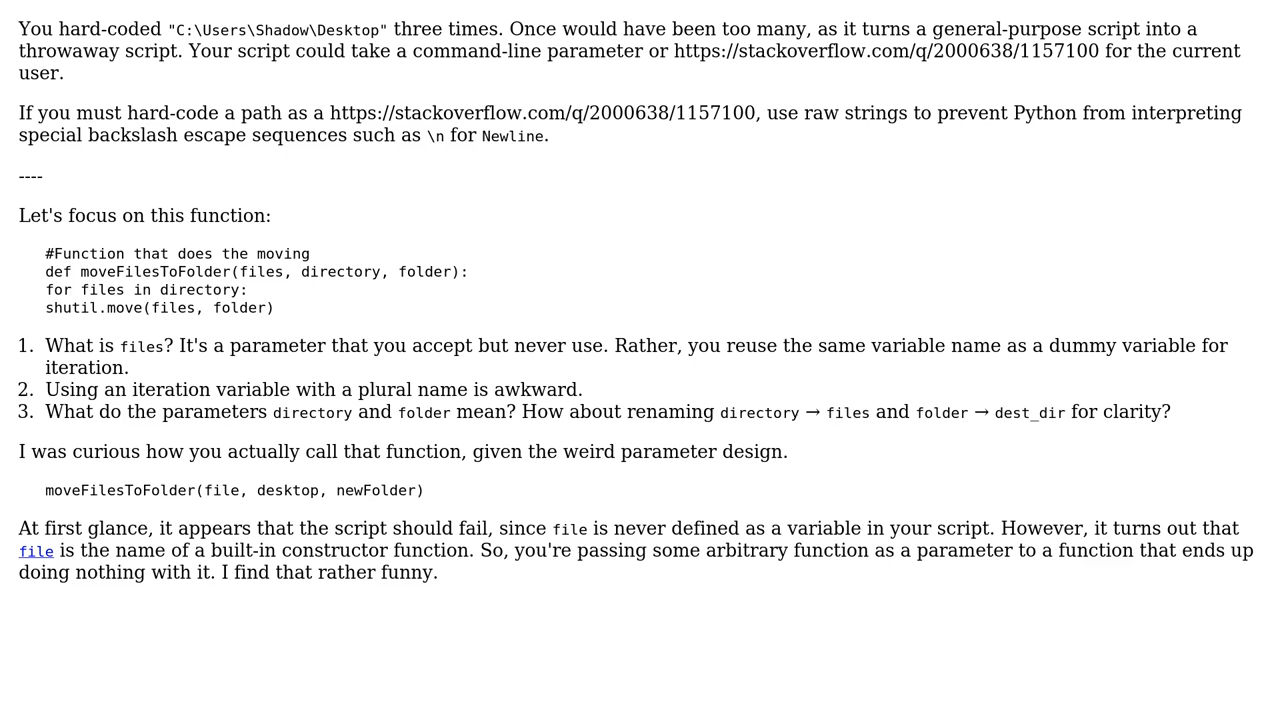 You hard-coded "C:\Users\Shadow\Desktop" three times. Once would have been too many, as it turns a general-purpose script into a
throwaway script. Your script could take a command-line parameter or https://stackoverflow.com/q/2000638/1157100 for the current
user.
If you must hard-code a path as a https://stackoverflow.com/q/2000638/1157100, use raw strings to prevent Python from interpreting
special backslash escape sequences such as \n for Newline.
----
Let's focus on this function:
#Function that does the moving
def moveFilesToFolder(files, directory, folder):
for files in directory:
shutil.move(files, folder)
1. What is files? It's a parameter that you accept but never use. Rather, you reuse the same variable name as a dummy variable for
iteration.
2. Using an iteration variable with a plural name is awkward.
3. What do the parameters directory and folder mean? How about renaming directory → files and folder → dest_dir for clarity?
I was curious how you actually call that function, given the weird parameter design.
moveFilesToFolder(file, desktop, newFolder)
At first glance, it appears that the script should fail, since file is never defined as a variable in your script. However, it turns out that
file is the name of a built-in constructor function. So, you're passing some arbitrary function as a parameter to a function that ends up
doing nothing with it. I find that rather funny.